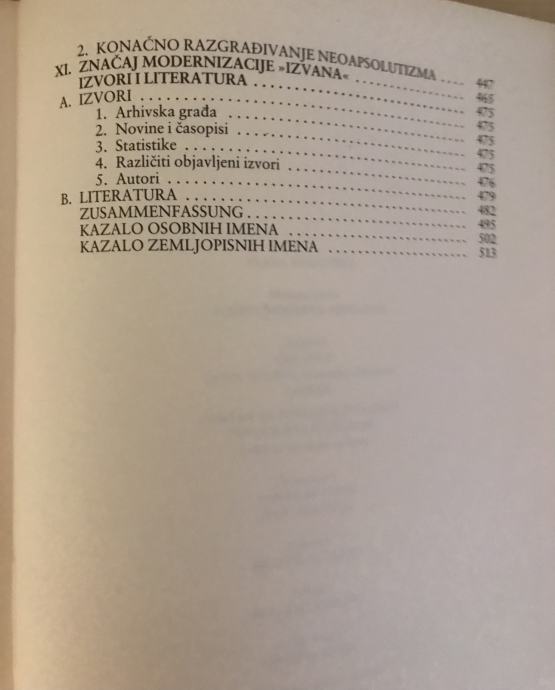 2. KONAČNO RAZGRAĐIVANJE NEOAPSOLUTIZMA .... 447
XI. ZNAČAJ MODERNIZACIJE »IZVANA« .................... 465
IZVORI I LITERATURA .................................... 475
A. IZVORI .................................................. 475
1. Arhivska građa ........................................ 475
2. Novine i časopisi ..................................... 475
3. Statistike ............................................. 475
4. Različiti objavljeni izvori ............................. 476
5. Autori ................................................ 479
B. LITERATURA ............................................. 482
ZUSAMMENFASSUNG ..................................... 495
KAZALO OSOBNIH IMENA ................................ 502
KAZALO ZEMLJOPISNIH IMENA ......................... 513